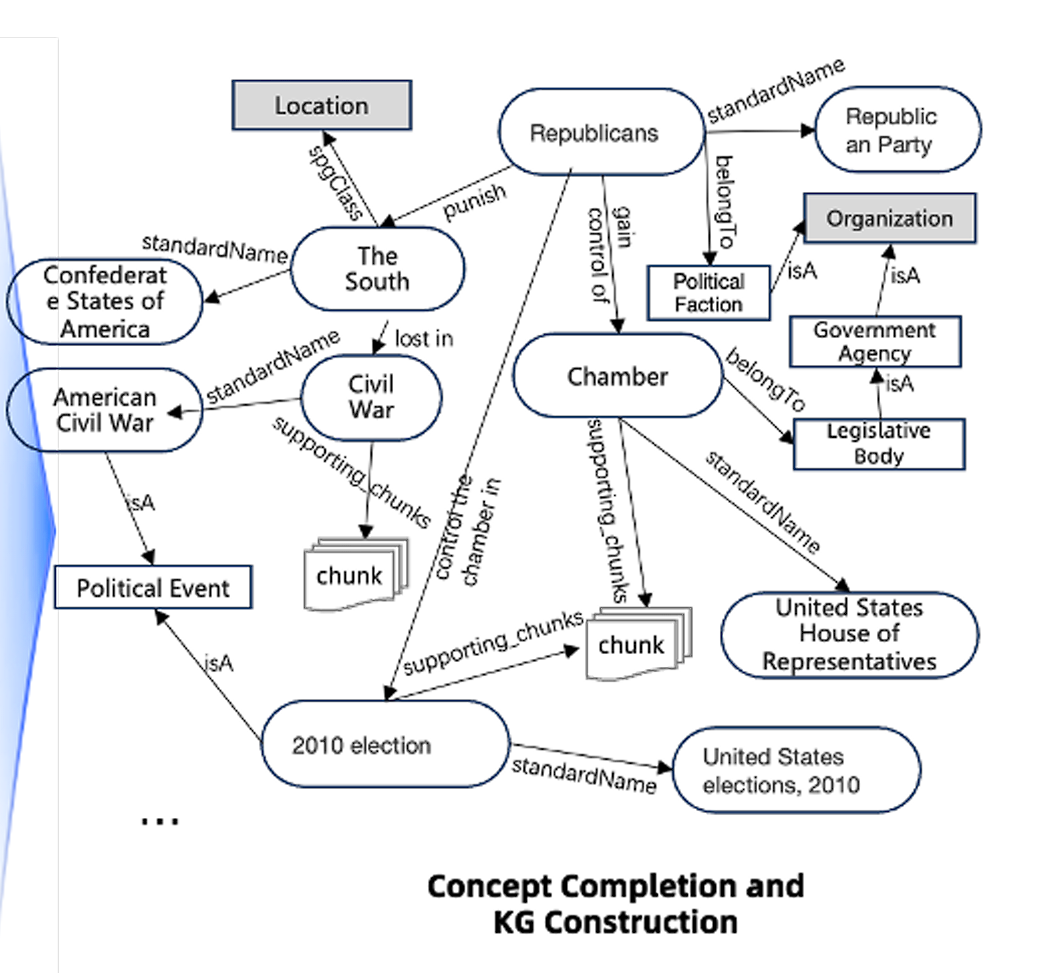 standardName
Location
Republicans
Republic
an Party
spgClass
punish
belongTo
gain
control of
Organization
standardName
The
South
isA
isA
Confederat
e States of
America
Political
Faction
Government
Agency
lost in
standardName
belongTo
isA
American
Civil War
Civil
War
Chamber
Legislative
Body
supporting_chunks
supporting_chunks
standardName
control the
chamber in
isA
chunk
Political Event
United States
House of
Representatives
supporting_chunks
chunk
isA
2010 election
standardName
United States
elections, 2010
...
Concept Completion and
KG Construction